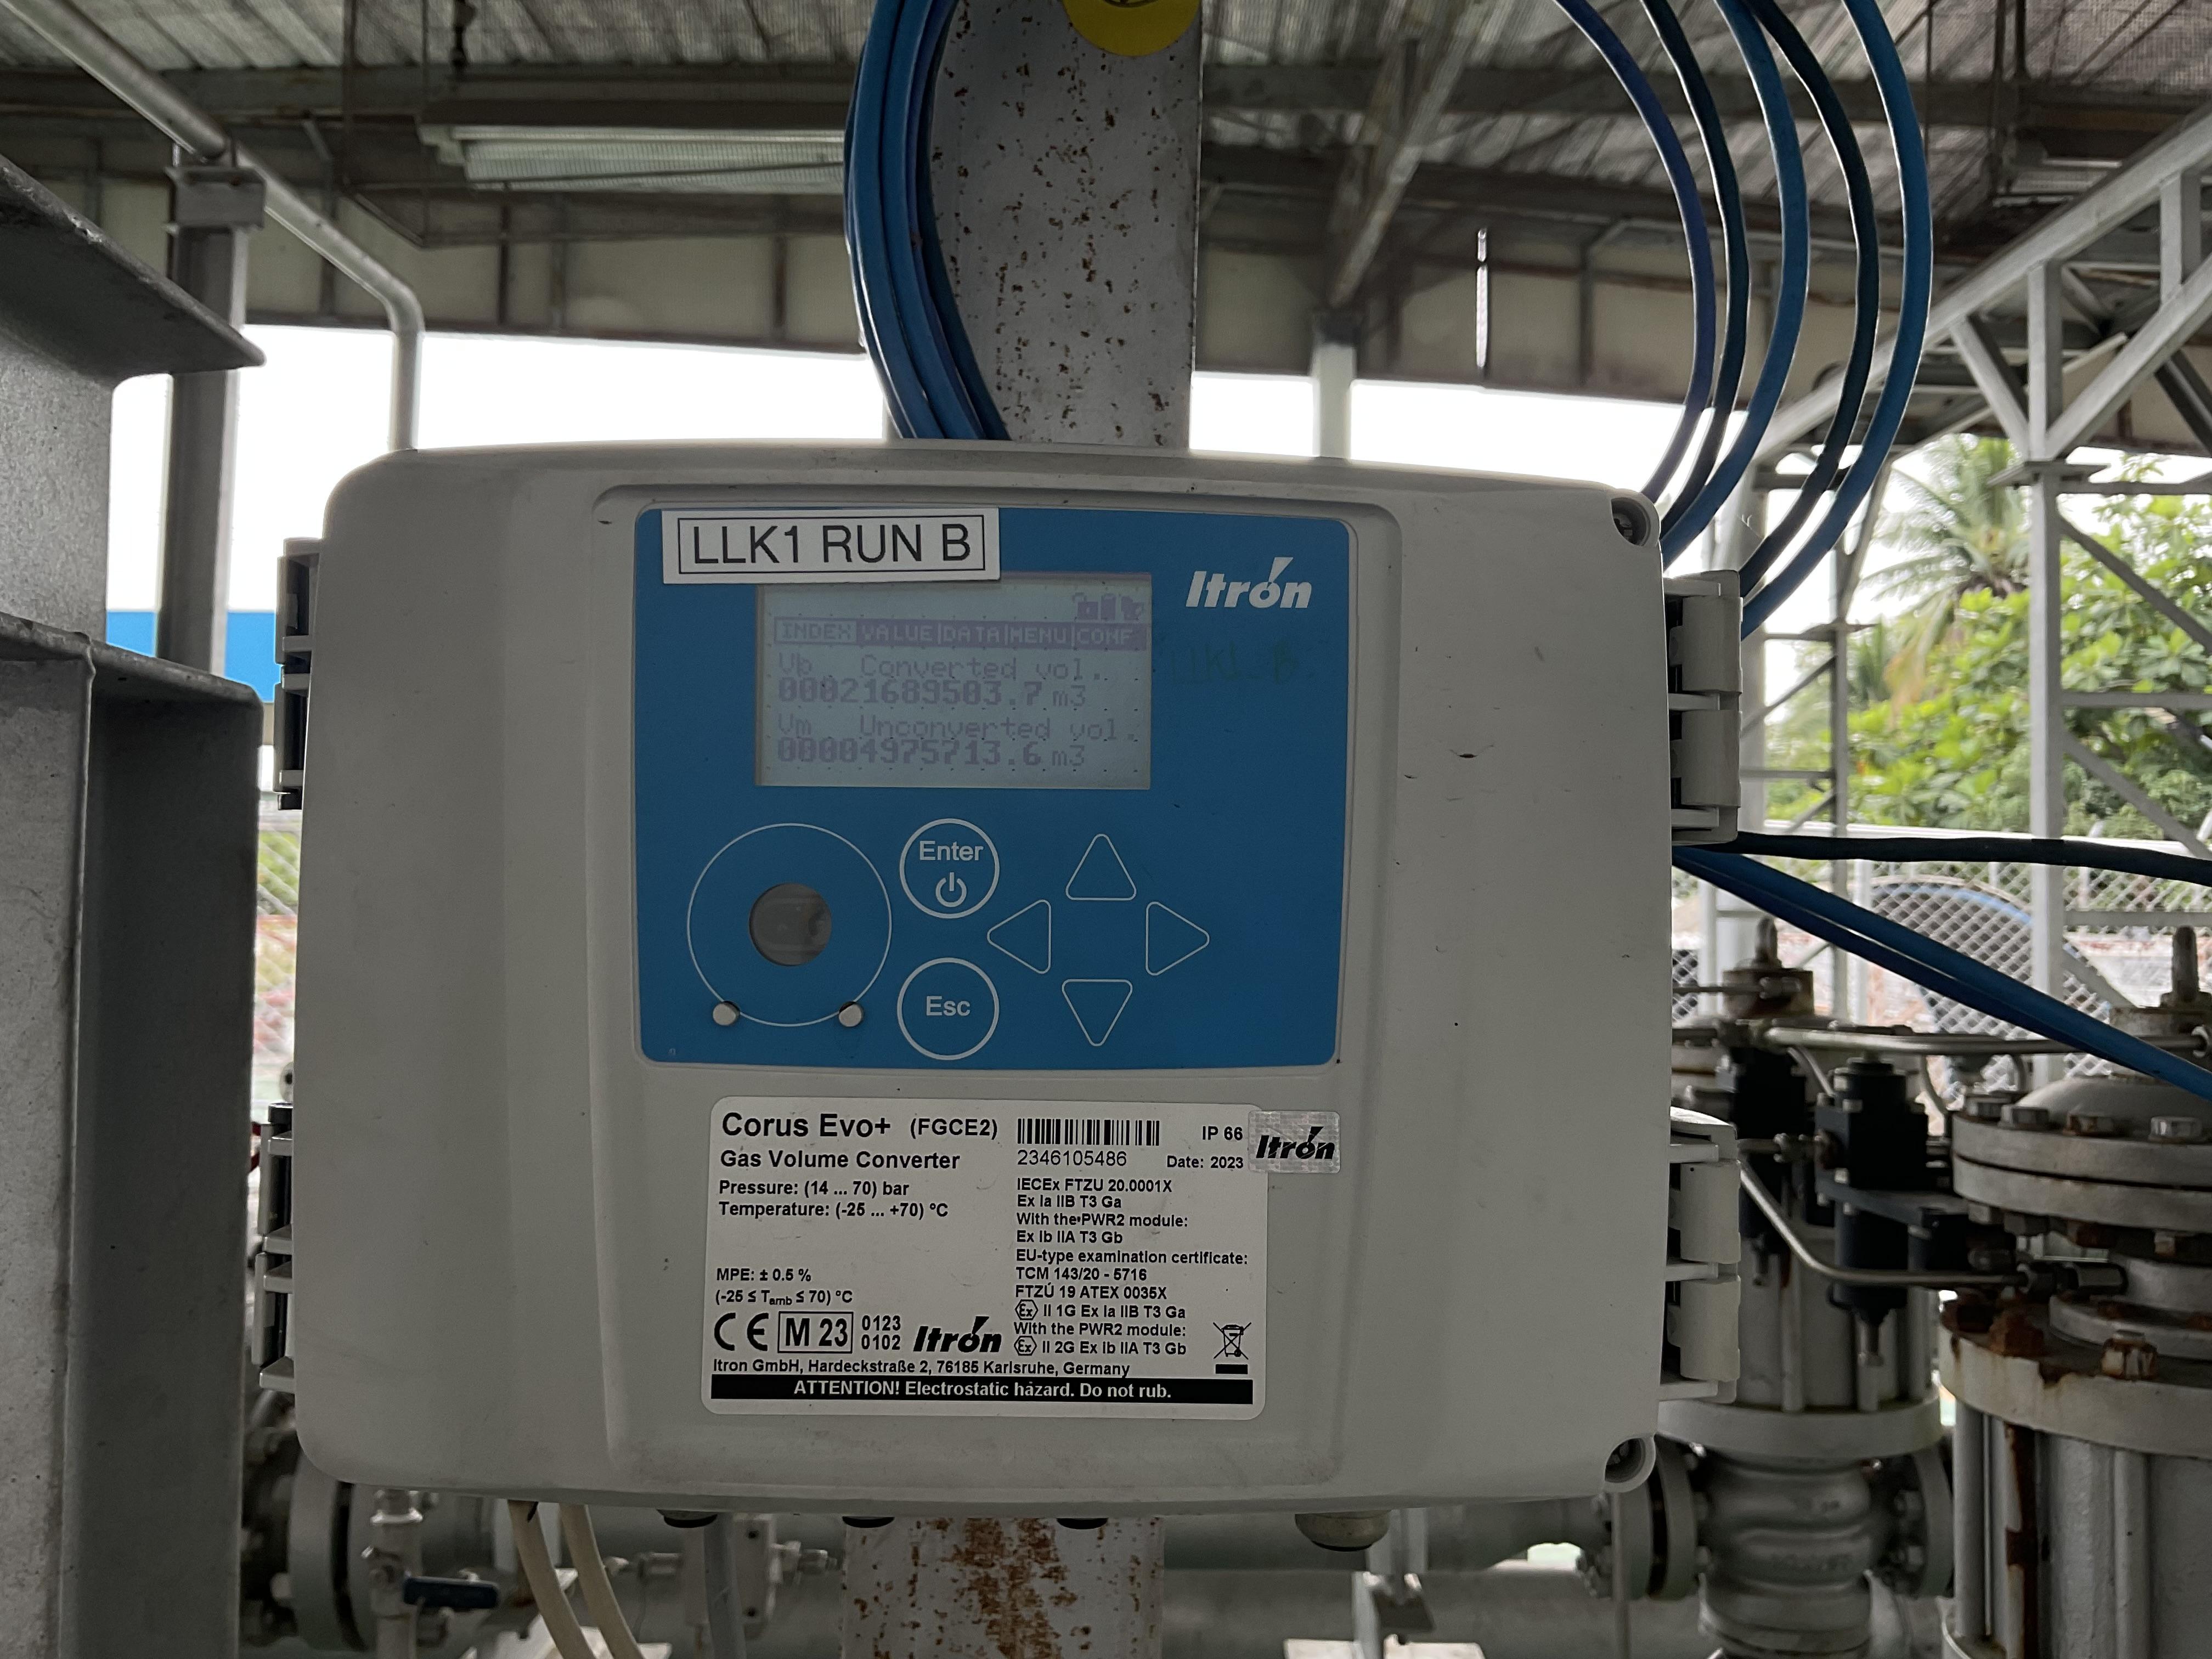 LLK1 RUN B
Itron
INDEX VALUE|DATA|MENU|CONF
Vb Converted vol.
00021689503.7 m3
Vm Unconverted vol.
00004975713.6 m3
Enter
Esc
Corus Evo+ (FGCE2)
Gas Volume Converter
Pressure: (14 ... 70) bar
Temperature: (-25 ... +70) °C
MPE: ± 0.5 %
(-25 ≤ Tamb ≤ 70) °C
CE M 23 0123
0102 Itron
2346105486
IP 66
Date: 2023
Itron
IECEx FTZU 20.0001X
Ex Ia IIB T3 Ga
With the PWR2 module:
Ex Ib IIA T3 Gb
EU-type examination certificate:
TCM 143/20 - 5716
FTZÚ 19 ATEX 0035X
Ex II 1G Ex Ia IIB T3 Ga
With the PWR2 module:
Ex II 2G Ex Ib IIA T3 Gb
Itron GmbH, Hardeckstraße 2, 76185 Karlsruhe, Germany
ATTENTION! Electrostatic hazard. Do not rub.